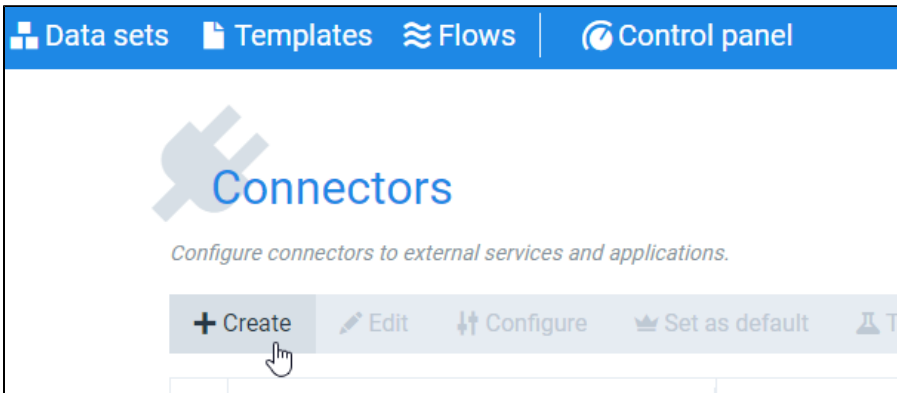 Data sets Templates Flows Control panel
Connectors
Configure connectors to external services and applications.
Create Edit Configure Set as default